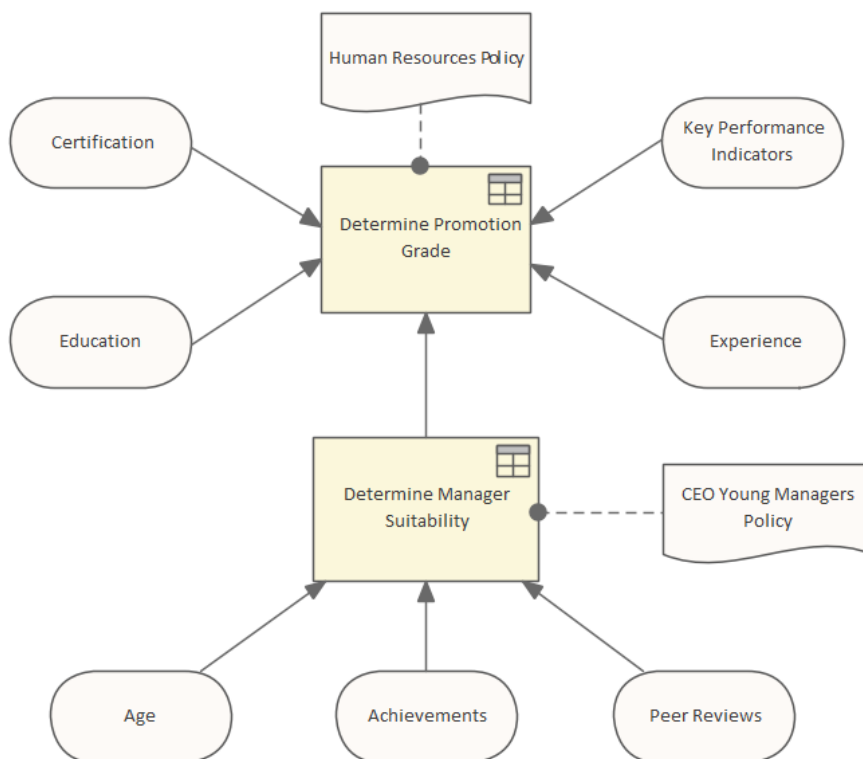 Human Resources Policy
Certification
Key Performance
Indicators
Determine Promotion
Grade
Education
Experience
Determine Manager
Suitability
CEO Young Managers
Policy
Age
Achievements
Peer Reviews